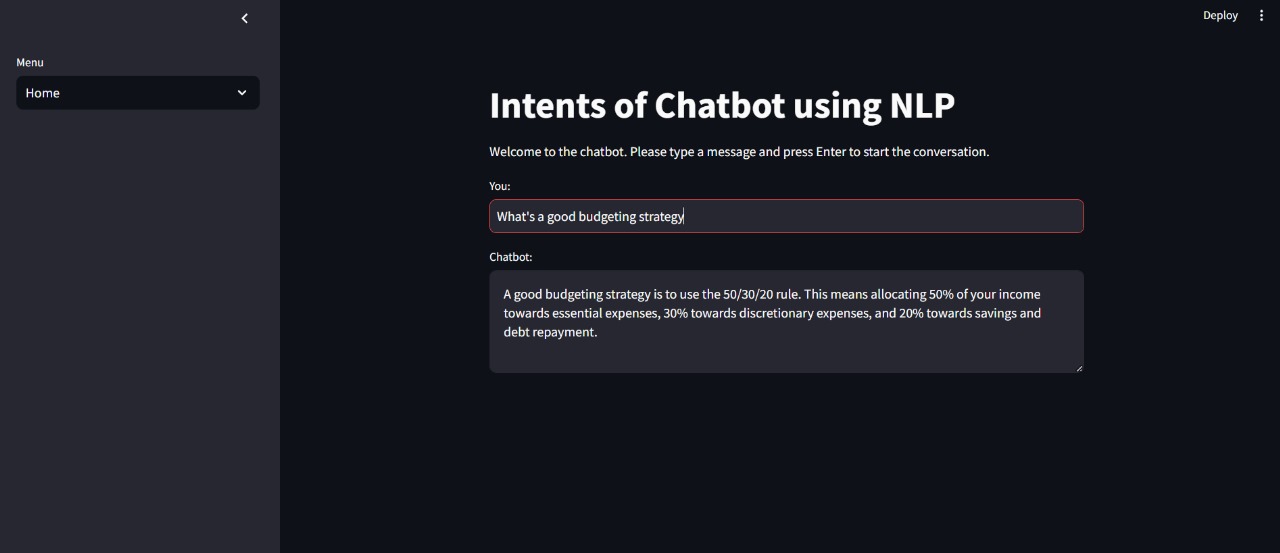 Deploy
Menu
Home
Intents of Chatbot using NLP
Welcome to the chatbot. Please type a message and press Enter to start the conversation.
You:
What's a good budgeting strategy
Chatbot:
A good budgeting strategy is to use the 50/30/20 rule. This means allocating 50% of your income
towards essential expenses, 30% towards discretionary expenses, and 20% towards savings and
debt repayment.